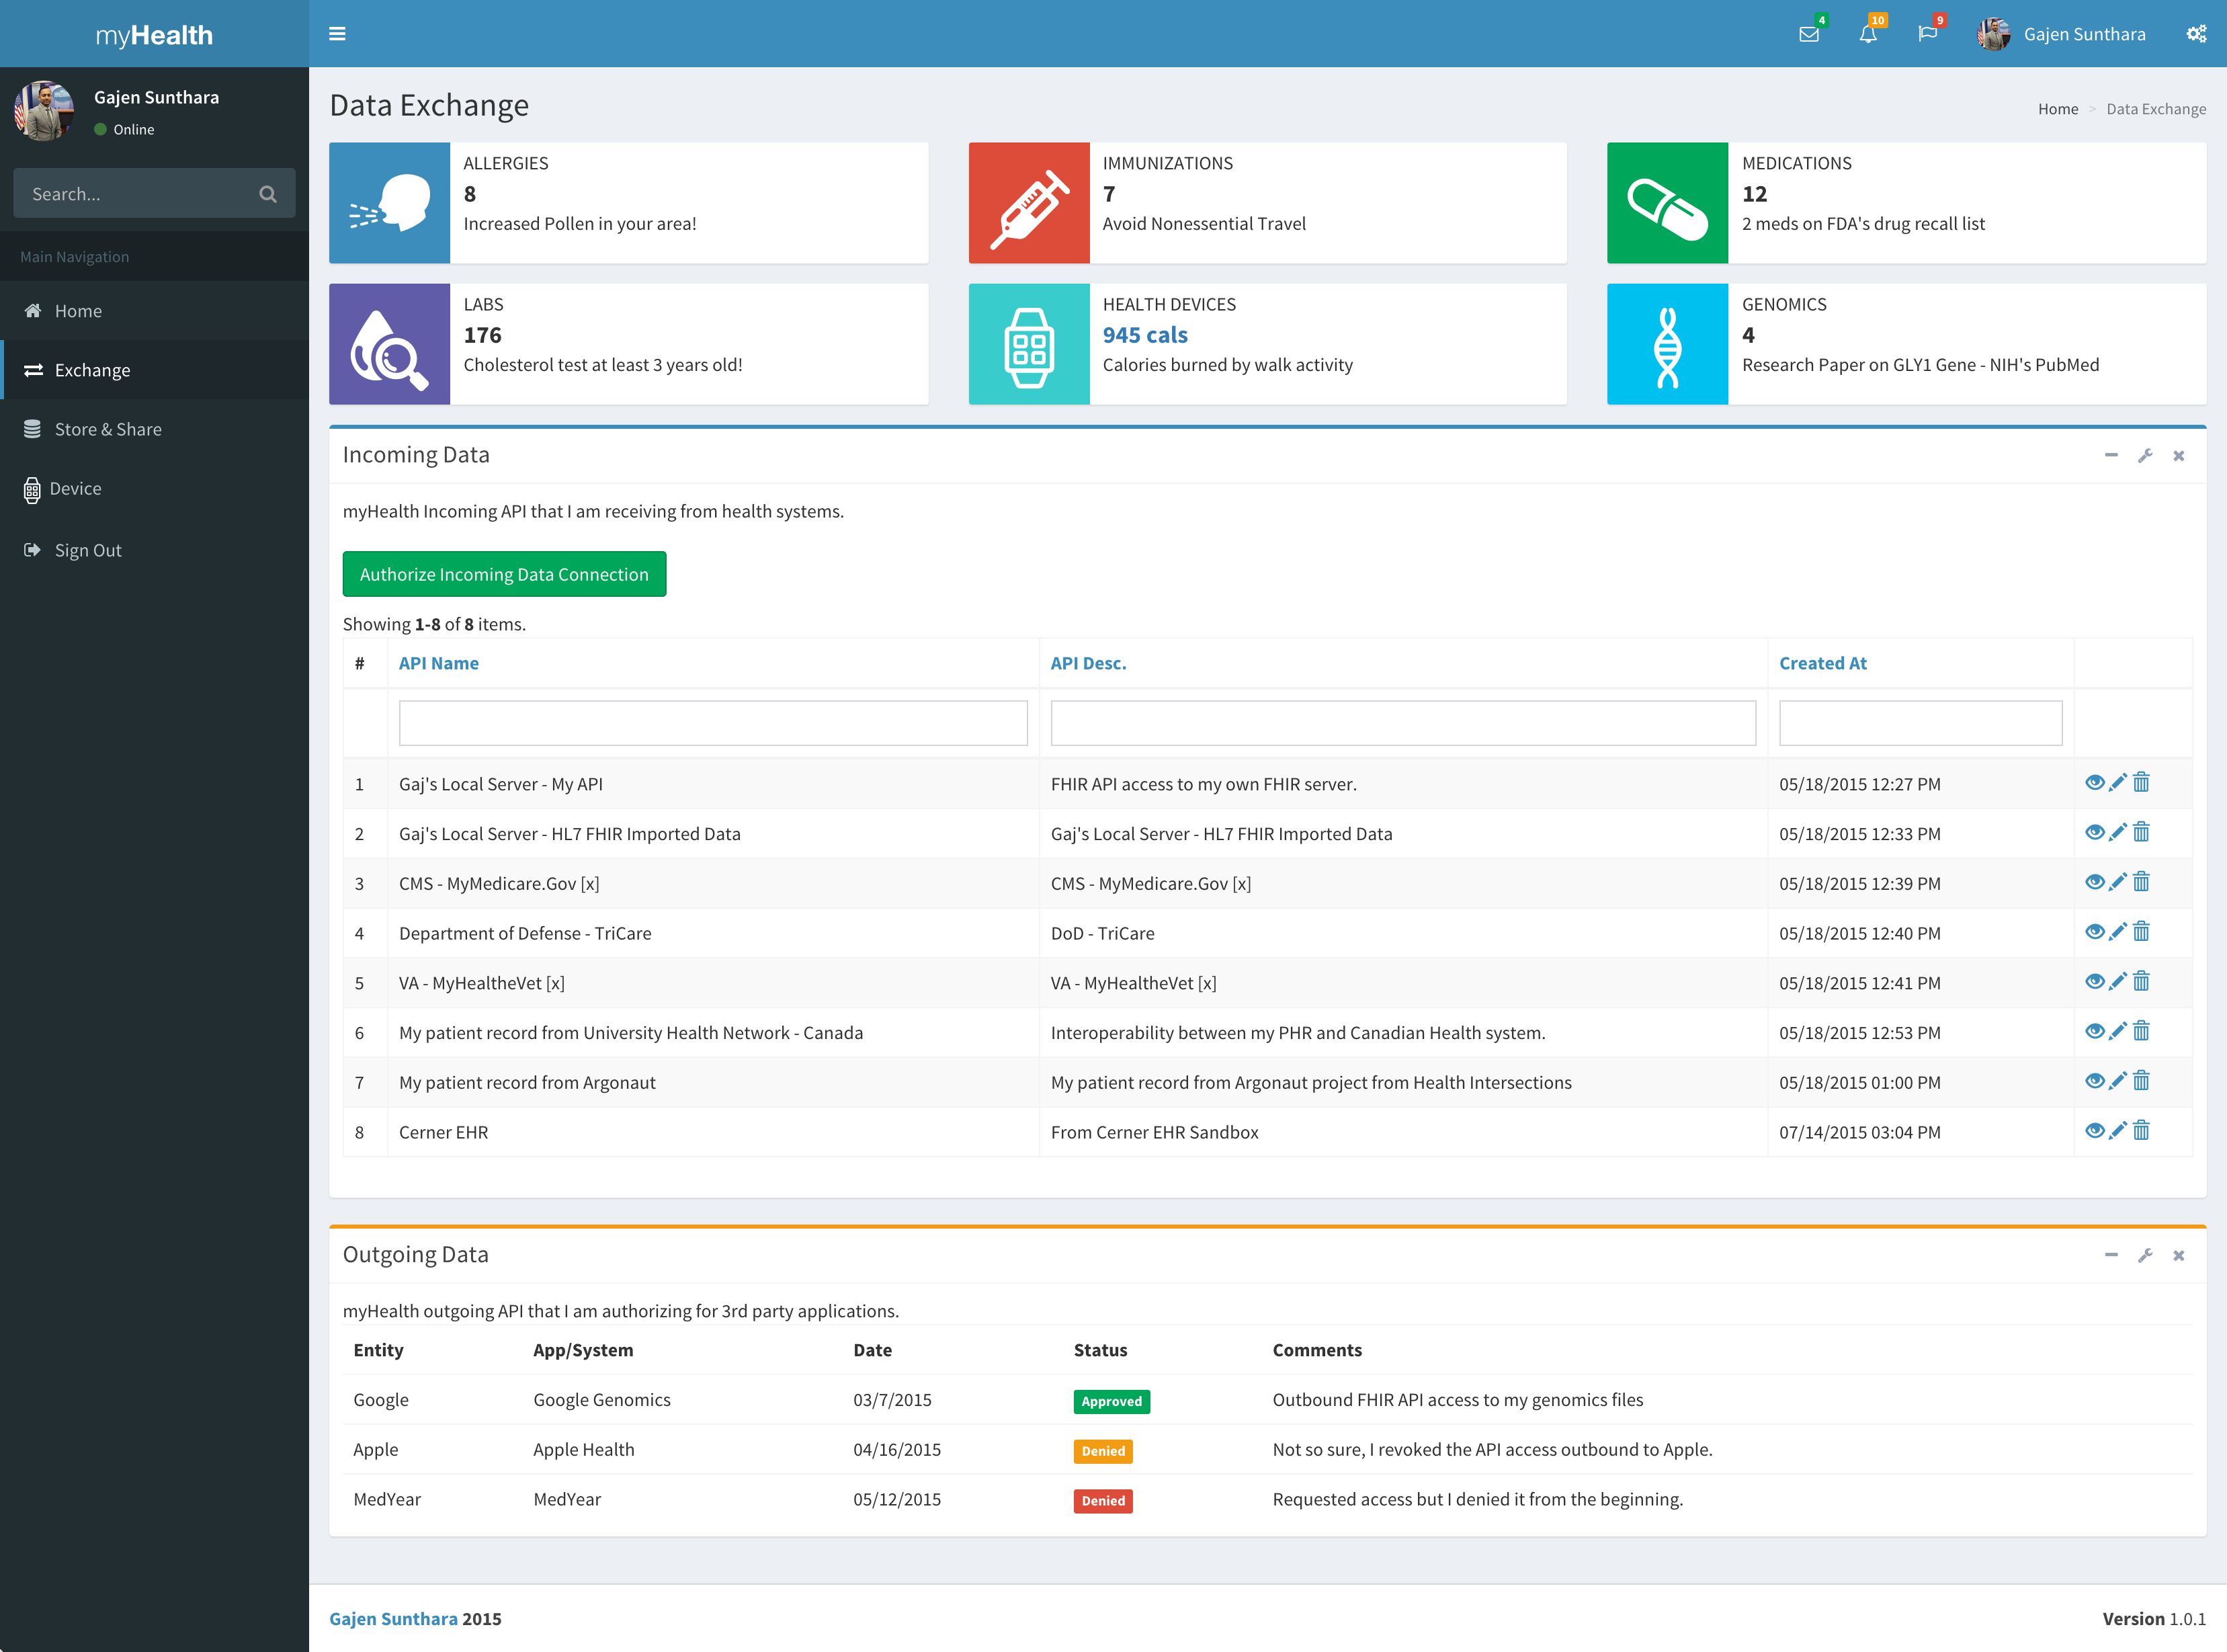 myHealth
4
10
9
Gajen Sunthara
Gajen Sunthara
Online
Search...
Main Navigation
Home
Exchange
Store & Share
Device
Sign Out
Data Exchange
Home > Data Exchange
ALLERGIES
8
Increased Pollen in your area!
IMMUNIZATIONS
7
Avoid Nonessential Travel
MEDICATIONS
12
2 meds on FDA's drug recall list
LABS
176
Cholesterol test at least 3 years old!
HEALTH DEVICES
945 cals
Calories burned by walk activity
GENOMICS
4
Research Paper on GLY1 Gene - NIH's PubMed
Incoming Data
myHealth Incoming API that I am receiving from health systems.
Authorize Incoming Data Connection
Showing 1-8 of 8 items.
# API Name API Desc. Created At
1 Gaj's Local Server - My API FHIR API access to my own FHIR server. 05/18/2015 12:27 PM
2 Gaj's Local Server - HL7 FHIR Imported Data Gaj's Local Server - HL7 FHIR Imported Data 05/18/2015 12:33 PM
3 CMS - MyMedicare.Gov [x] CMS - MyMedicare.Gov [x] 05/18/2015 12:39 PM
4 Department of Defense - TriCare DoD - TriCare 05/18/2015 12:40 PM
5 VA - MyHealtheVet [x] VA - MyHealtheVet [x] 05/18/2015 12:41 PM
6 My patient record from University Health Network - Canada Interoperability between my PHR and Canadian Health system. 05/18/2015 12:53 PM
7 My patient record from Argonaut My patient record from Argonaut project from Health Intersections 05/18/2015 01:00 PM
8 Cerner EHR From Cerner EHR Sandbox 07/14/2015 03:04 PM
Outgoing Data
myHealth outgoing API that I am authorizing for 3rd party applications.
Entity App/System Date Status Comments
Google Google Genomics 03/7/2015 Approved Outbound FHIR API access to my genomics files
Apple Apple Health 04/16/2015 Denied Not so sure, I revoked the API access outbound to Apple.
MedYear MedYear 05/12/2015 Denied Requested access but I denied it from the beginning.
Gajen Sunthara 2015
Version 1.0.1